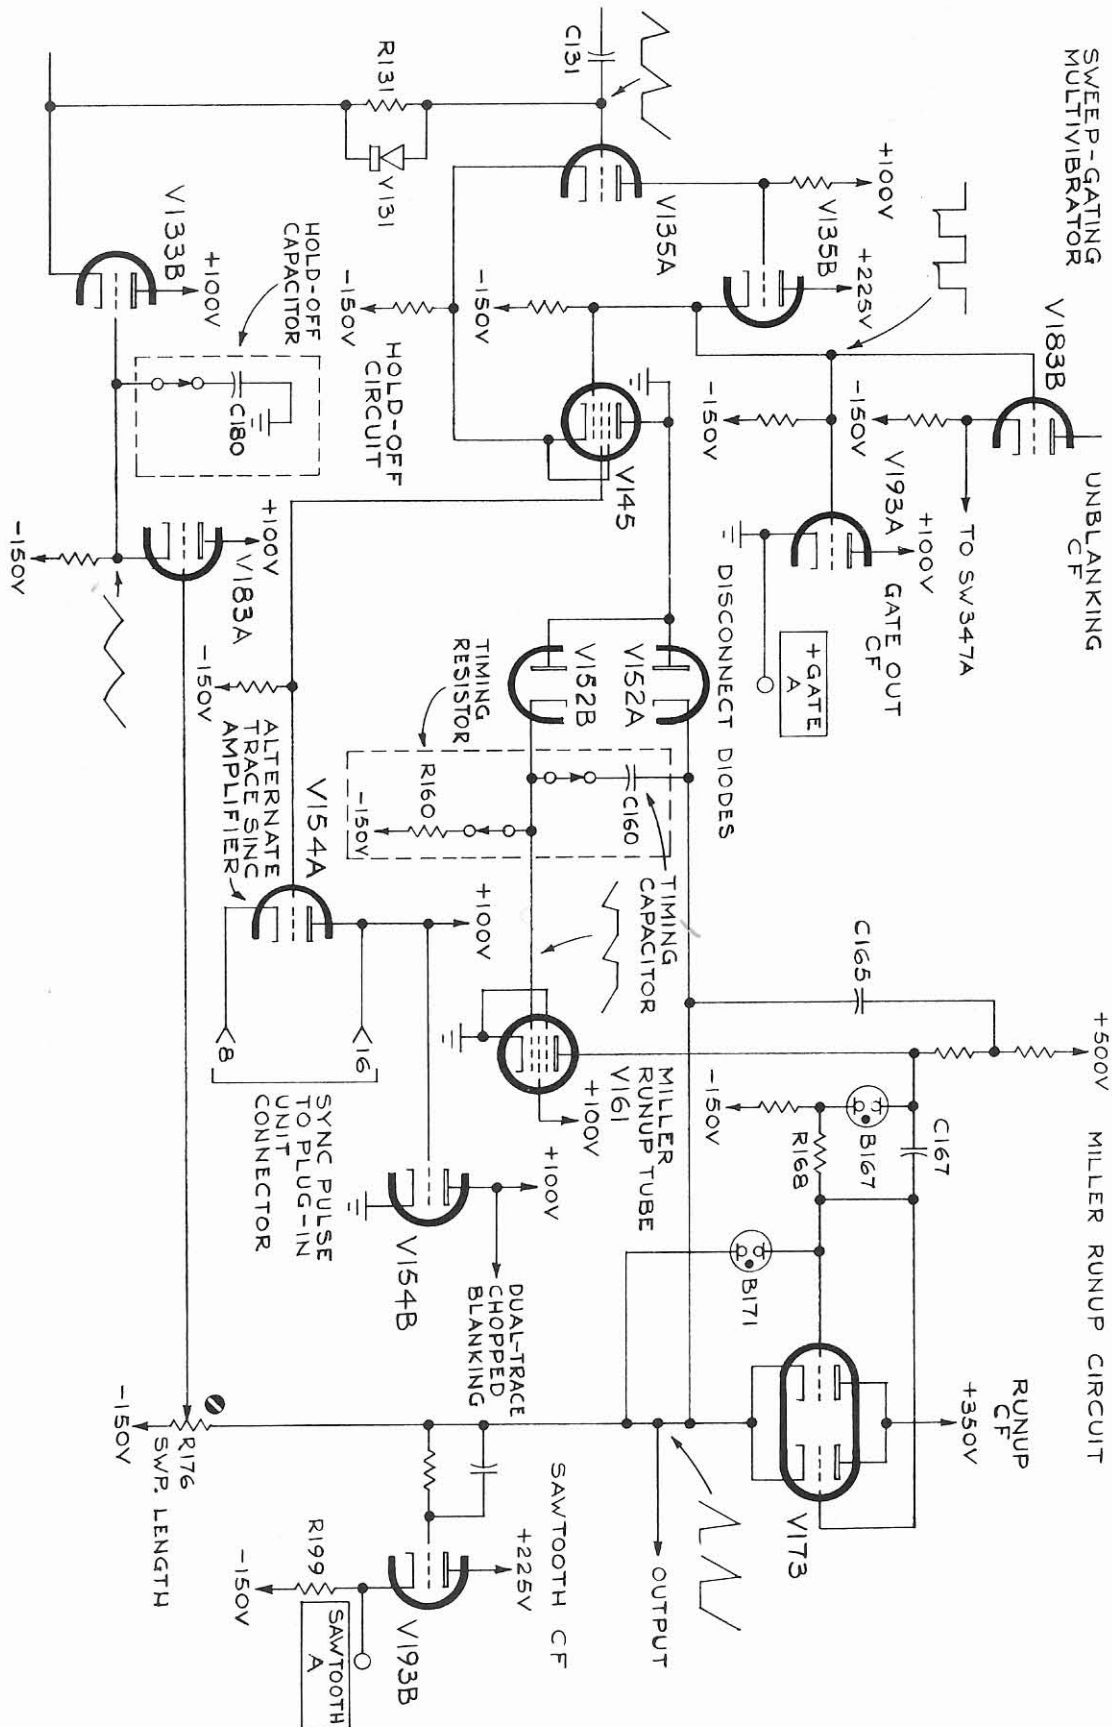 SWEEP-GATING
MULTIVIBRATOR
UNBLANKING
CF
MILLER RUNUP CIRCUIT
V183B
+500V
+100V
+225V
V135B
-150V
TO SW347A
V193A
GATE OUT
CF
+100V
+GATE
A
-150V
C165
C167
B167
R168
-150V
RUNUP
CF
+350V
V173
B171
C131
V135A
-150V
V145
DISCONNECT DIODES
V152A
V152B
TIMING
CAPACITOR
C160
TIMING
RESISTOR
R160
-150V
MILLER
RUNUP TUBE
V161
+100V
OUTPUT
R131
V131
-150V
HOLD-OFF
CIRCUIT
+100V
+100V
V154B
DUAL-TRACE
CHOPPED
BLANKING
SAWTOOTH CF
+225V
V193B
R199
-150V
SAWTOOTH
A
HOLD-OFF
CAPACITOR
C180
+100V
V133B
+100V
V183A
-150V
-150V
ALTERNATE
TRACE SINC
AMPLIFIER
V154A
8
16
SYNC PULSE
TO PLUG-IN
UNIT
CONNECTOR
R176
SWP. LENGTH
-150V